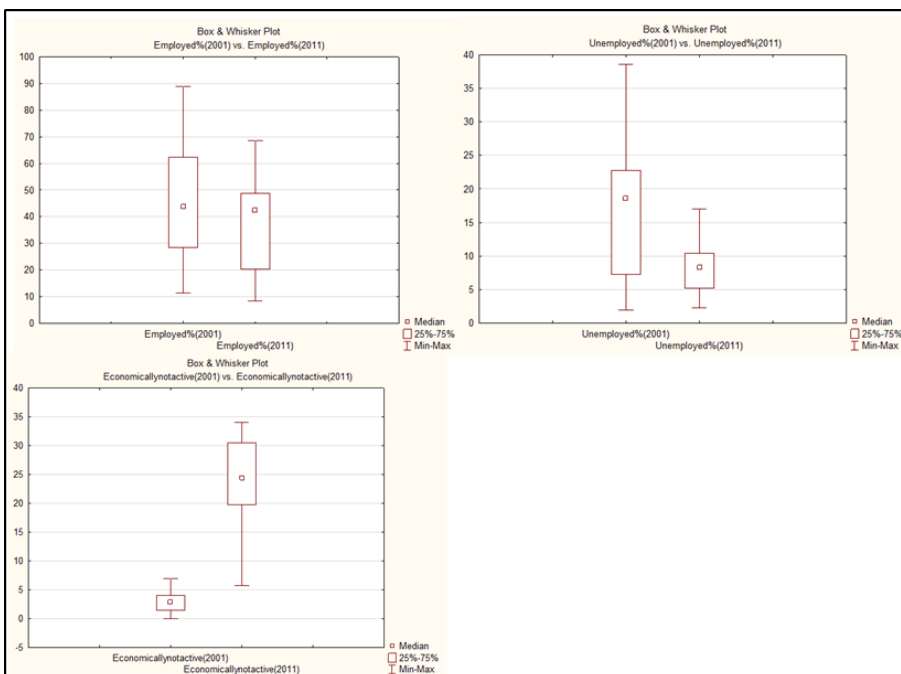 Box & Whisker Plot
Employed%(2001) vs. Employed%(2011)
100
90
80
70
60
50
40
30
20
10
0
Employed%(2001)
Employed%(2011)
Median
25%-75%
Min-Max
Box & Whisker Plot
Unemployed%(2001) vs. Unemployed%(2011)
40
35
30
25
20
15
10
5
0
Unemployed%(2001)
Unemployed%(2011)
Median
25%-75%
Min-Max
Box & Whisker Plot
Economicallynotactive(2001) vs. Economicallynotactive(2011)
40
35
30
25
20
15
10
5
0
-5
Economicallynotactive(2001)
Economicallynotactive(2011)
Median
25%-75%
Min-Max